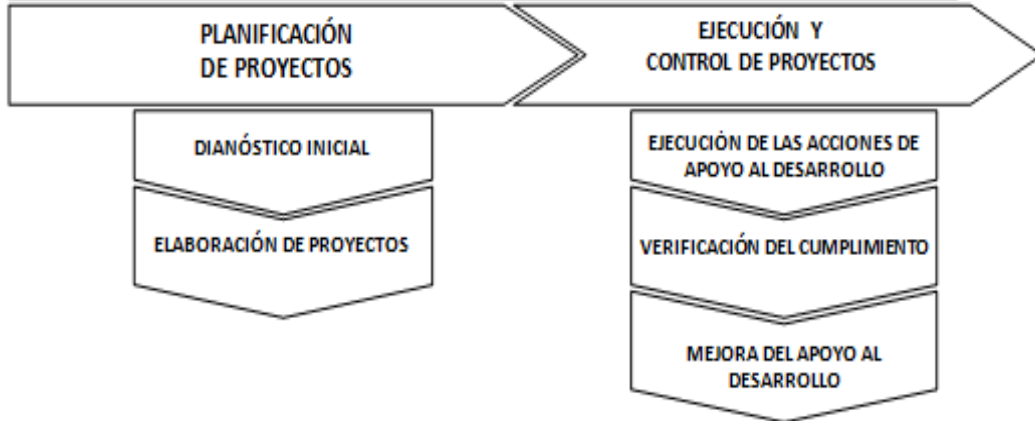 PLANIFICACIÓN
DE PROYECTOS
EJECUCIÓN Y
CONTROL DE PROYECTOS
DIANÓSTICO INICIAL
ELABORACIÓN DE PROYECTOS
EJECUCIÓN DE LAS ACCIONES DE
APOYO AL DESARROLLO
VERIFICACIÓN DEL CUMPLIMIENTO
MEJORA DEL APOYO AL
DESARROLLO